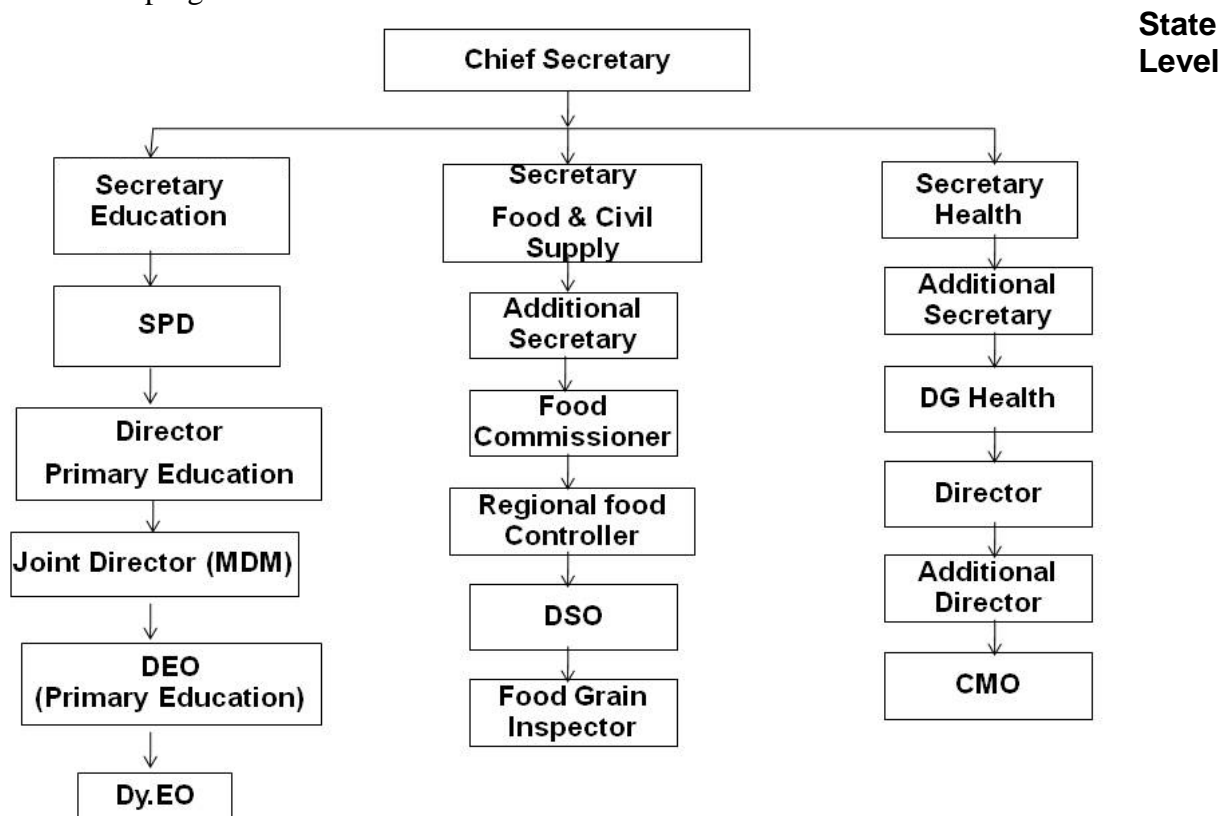 State
Level
Chief Secretary
Secretary
Education
SPD
Director
Primary Education
Joint Director (MDM)
DEO
(Primary Education)
Dy.EO
Secretary
Food & Civil
Supply
Additional
Secretary
Food
Commissioner
Regional food
Controller
DSO
Food Grain
Inspector
Secretary
Health
Additional
Secretary
DG Health
Director
Additional
Director
CMO